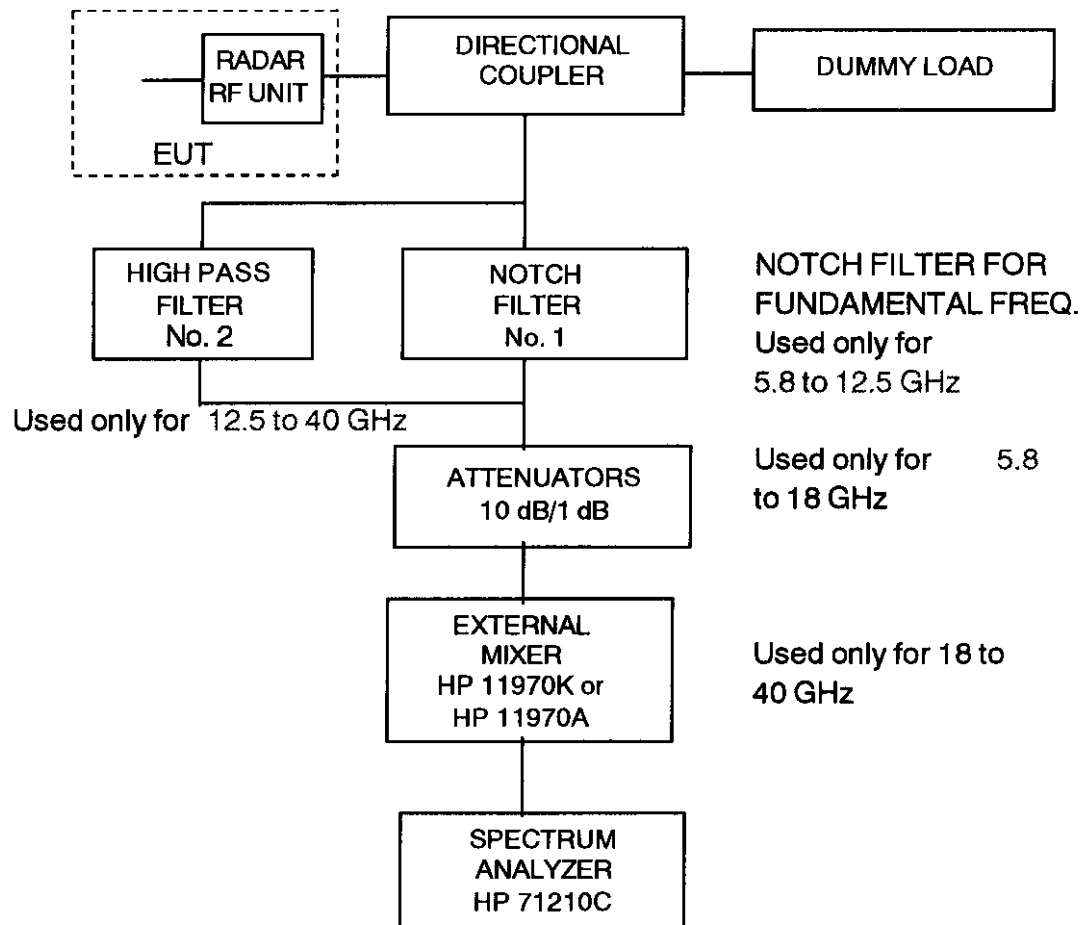 RADAR
RF UNIT
EUT
DIRECTIONAL
COUPLER
DUMMY LOAD
HIGH PASS
FILTER
No. 2
NOTCH
FILTER
No. 1
NOTCH FILTER FOR
FUNDAMENTAL FREQ.
Used only for
5.8 to 12.5 GHz
Used only for 12.5 to 40 GHz
ATTENUATORS
10 dB/1 dB
Used only for 5.8
to 18 GHz
EXTERNAL
MIXER
HP 11970K or
HP 11970A
Used only for 18 to
40 GHz
SPECTRUM
ANALYZER
HP 71210C